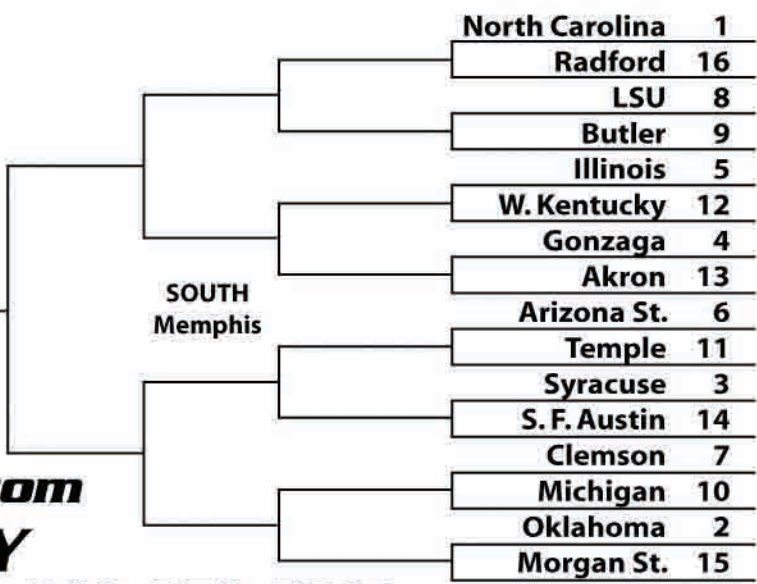 North Carolina 1
Radford 16
LSU 8
Butler 9
Illinois 5
W. Kentucky 12
Gonzaga 4
Akron 13
SOUTH
Memphis
Arizona St. 6
Temple 11
Syracuse 3
S. F. Austin 14
Clemson 7
Michigan 10
Oklahoma 2
Morgan St. 15
om
Y